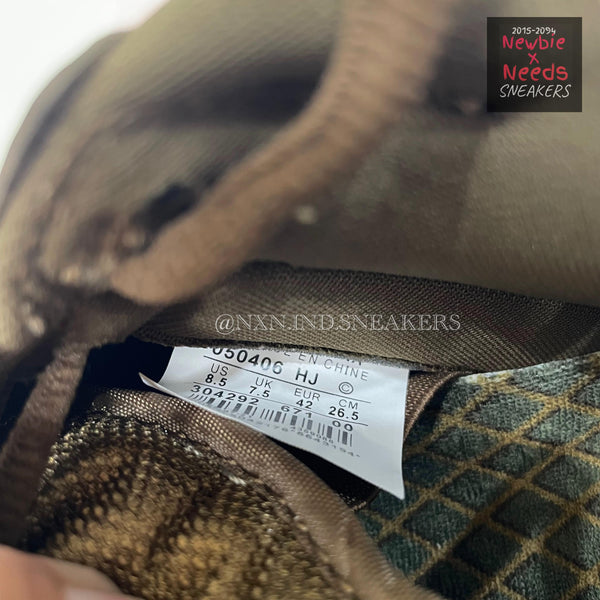 2015-2094
Newbie
x
Needs
SNEAKERS
@NXN.IND.SNEAKERS
EN CHINE
050406 HJ ©
US UK EUR CM
8.5 7.5 42 26.5
304292 671 00